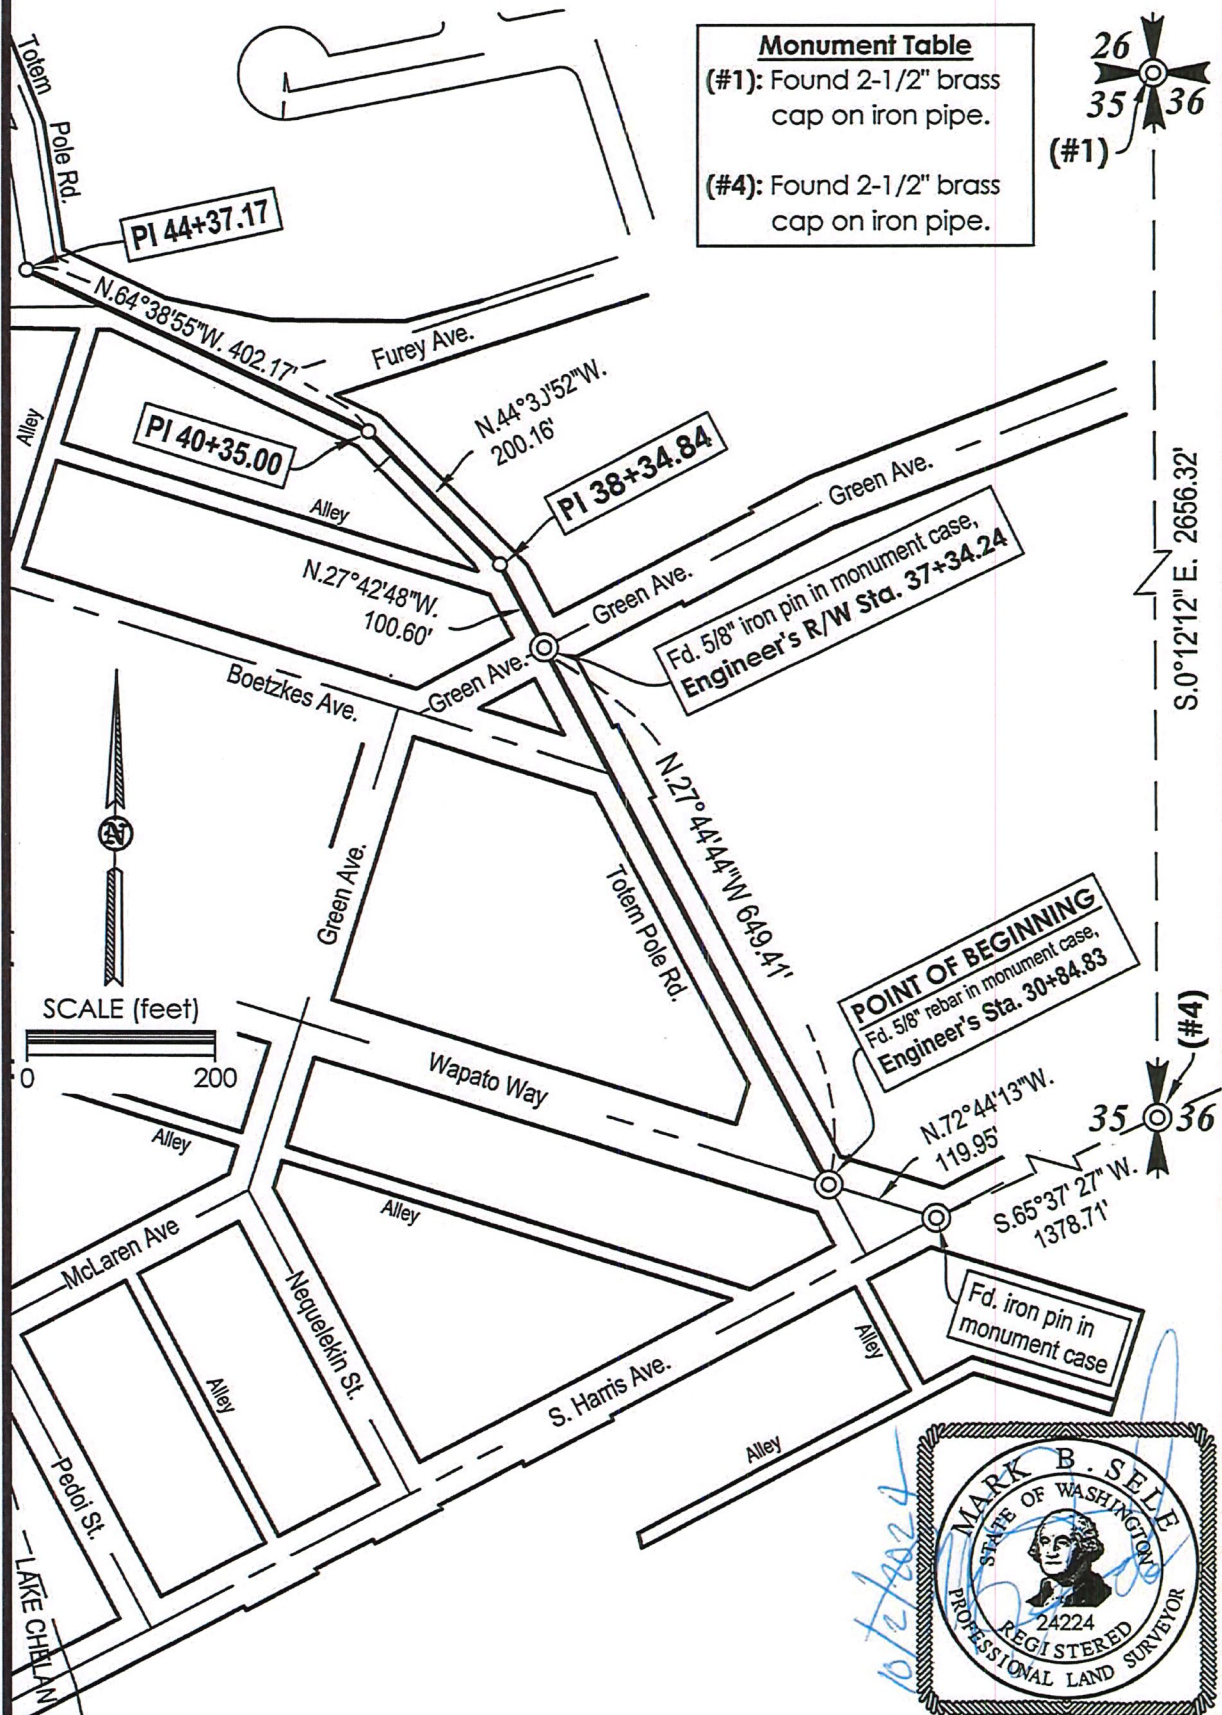 Monument Table
(#1): Found 2-1/2" brass
cap on iron pipe.
(#4): Found 2-1/2" brass
cap on iron pipe.
26
35
36
(#1)
Totem
Pole Rd.
PI 44+37.17
N.64°38'55"W. 402.17'
Furey Ave.
Alley
PI 40+35.00
N.44°3J'52"W.
200.16'
PI 38+34.84
Green Ave.
Alley
N.27°42'48"W.
100.60'
Green Ave.
Fd. 5/8" iron pin in monument case,
Engineer's R/W Sta. 37+34.24
S.0°12'12" E. 2656.32'
Boetzkes Ave.
Green Ave.
N.27°44'44"W 649.41'
N
Green Ave.
Totem Pole Rd.
POINT OF BEGINNING
Fd. 5/8" rebar in monument case,
Engineer's Sta. 30+84.83
SCALE (feet)
0
200
(#4)
Wapato Way
N.72°44'13"W.
119.95'
35
36
Alley
S.65°37' 27" W.
1378.71'
Alley
McLaren Ave
Nequelekin St.
Fd. iron pin in
monument case
Alley
Alley
S. Harris Ave.
Alley
Pedoi St.
LAKE CHELAN
10/2/2024
MARK B. SELE
STATE OF WASHINGTON
24224
REGISTERED
PROFESSIONAL LAND SURVEYOR